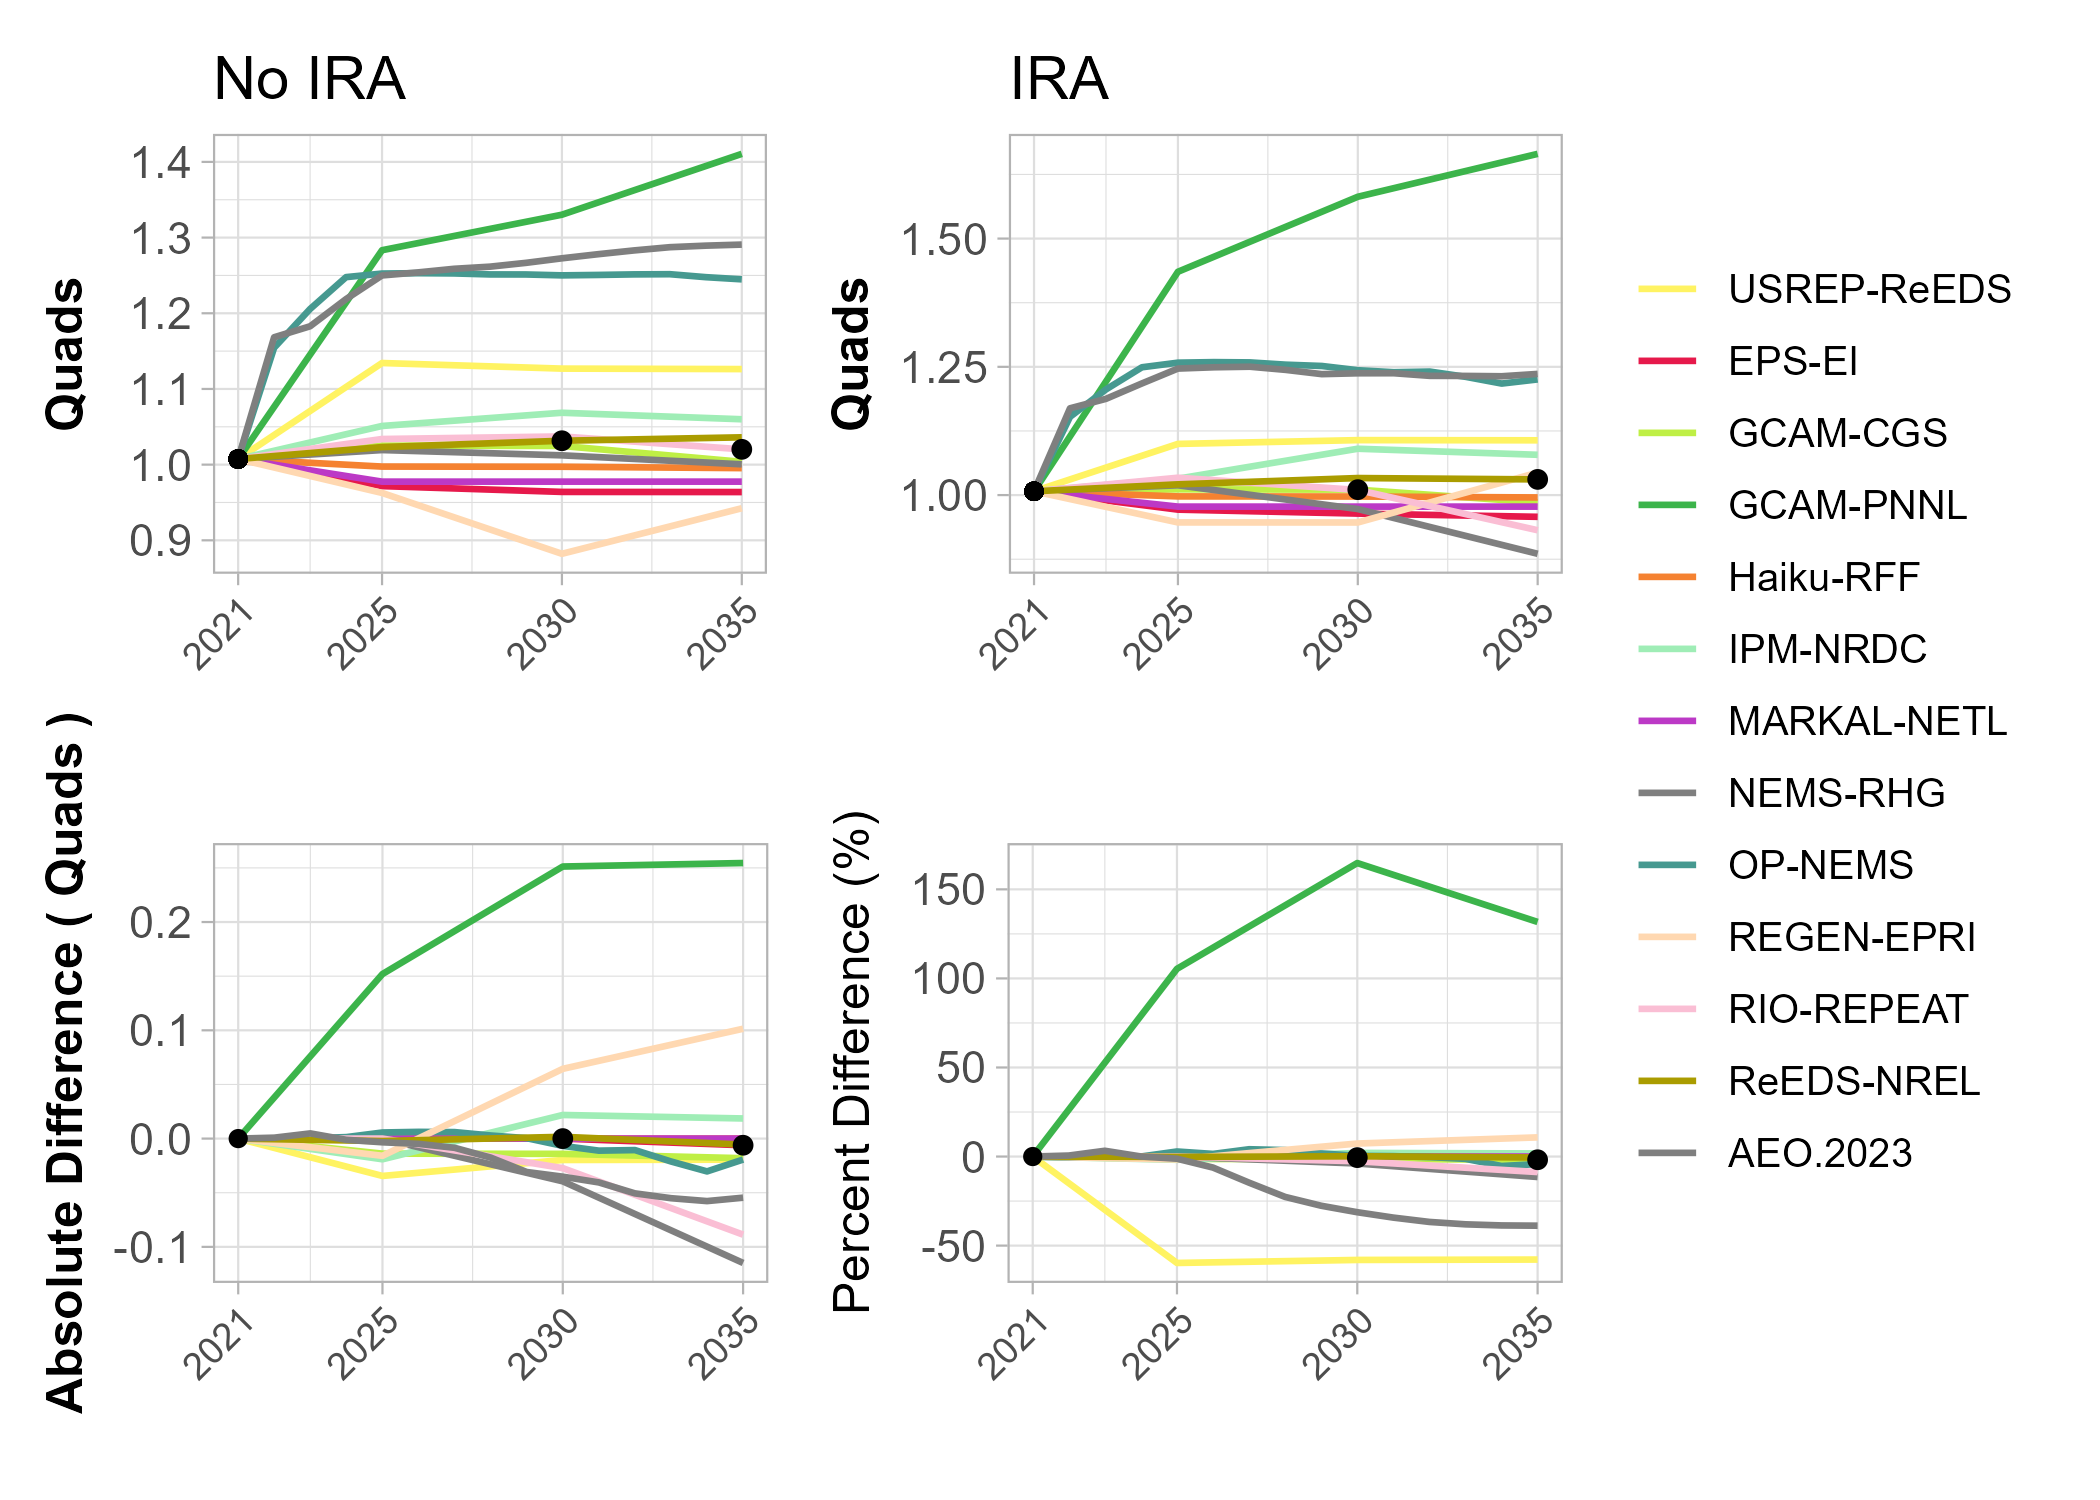 No IRA
IRA
Quads
1.4
1.3
1.2
1.1
1.0
0.9
2021
2025
2030
2035
Quads
1.50
1.25
1.00
2021
2025
2030
2035
Absolute Difference ( Quads )
0.2
0.1
0.0
-0.1
2021
2025
2030
2035
Percent Difference (%)
150
100
50
0
-50
2021
2025
2030
2035
USREP-ReEDS
EPS-EI
GCAM-CGS
GCAM-PNNL
Haiku-RFF
IPM-NRDC
MARKAL-NETL
NEMS-RHG
OP-NEMS
REGEN-EPRI
RIO-REPEAT
ReEDS-NREL
AEO.2023